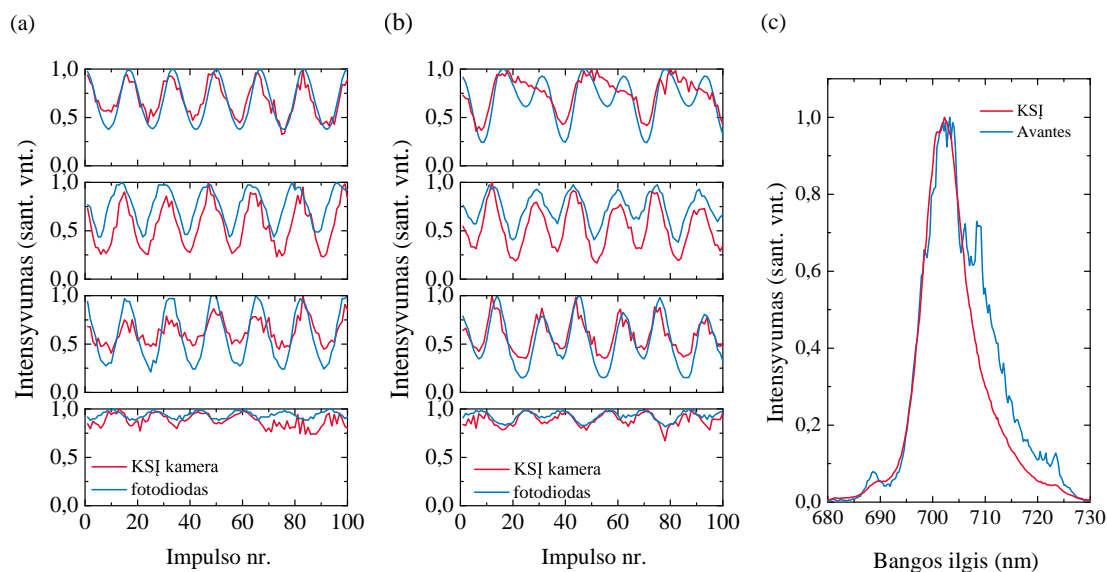 (a)
(b)
(c)
Intensyvumas (sant. vnt.)
1,0
0,5
0,0
1,0
0,5
0,0
1,0
0,5
0,0
1,0
0,5
0,0
KSĮ kamera
fotodiodas
0 20 40 60 80 100
Impulso nr.
Intensyvumas (sant. vnt.)
1,0
0,5
0,0
1,0
0,5
0,0
1,0
0,5
0,0
1,0
0,5
0,0
KSĮ kamera
fotodiodas
0 20 40 60 80 100
Impulso nr.
Intensyvumas (sant. vnt.)
1,0
0,8
0,6
0,4
0,2
0,0
KSĮ
Avantes
680 690 700 710 720 730
Bangos ilgis (nm)